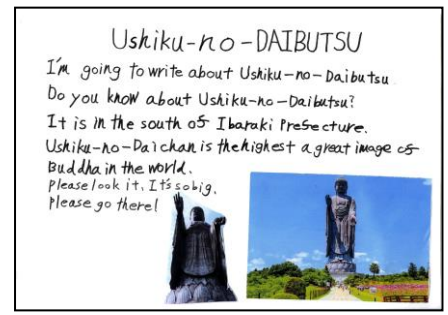 Ushiku-no-DAIBUTSU
I'm going to write about Ushiku-no-Daibutsu
Do you know about Ushiku-no-Daibutsu?
It is in the south of Ibaraki Prefecture.
Ushiku-no-Daichan is the highest a great image of
Buddha in the world.
please look it. It's so big.
please go there!